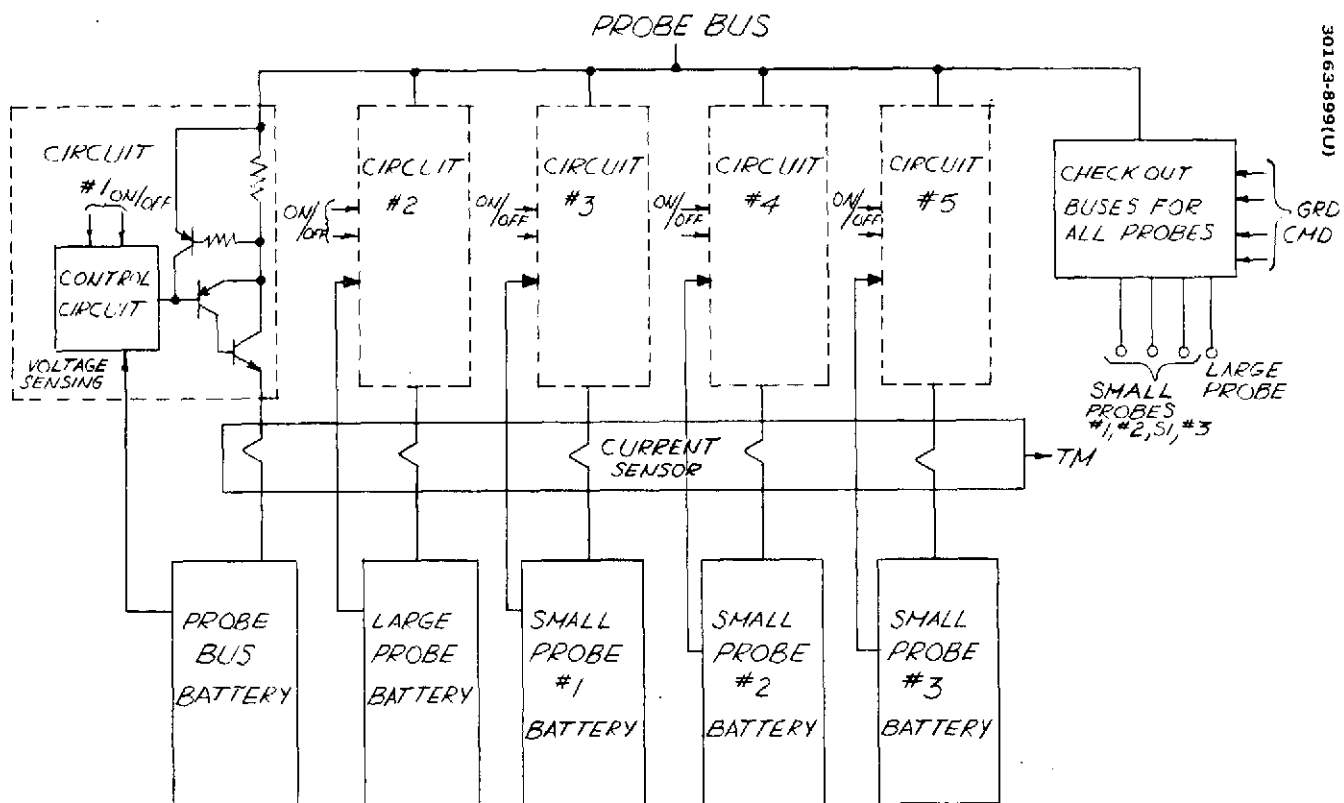 PROBE BUS
30163-899(U)
CIRCUIT
#1 ON/OFF
CONTROL
CIRCUIT
VOLTAGE
SENSING
CIRCUIT
#2
ON/
OFF
CIRCUIT
#3
ON/
OFF
CIRCUIT
#4
ON/
OFF
CIRCUIT
#5
ON/
OFF
CHECK OUT
BUSES FOR
ALL PROBES
GRD
CMD
SMALL
PROBES
#1, #2, S1, #3
LARGE
PROBE
CURRENT
SENSOR
TM
PROBE
BUS
BATTERY
LARGE
PROBE
BATTERY
SMALL
PROBE
#1
BATTERY
SMALL
PROBE
#2
BATTERY
SMALL
PROBE
#3
BATTERY